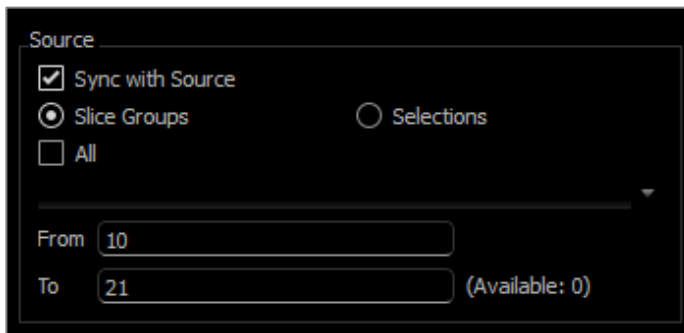 Source
Sync with Source
Slice Groups Selections
All
From 10
To 21 (Available: 0)